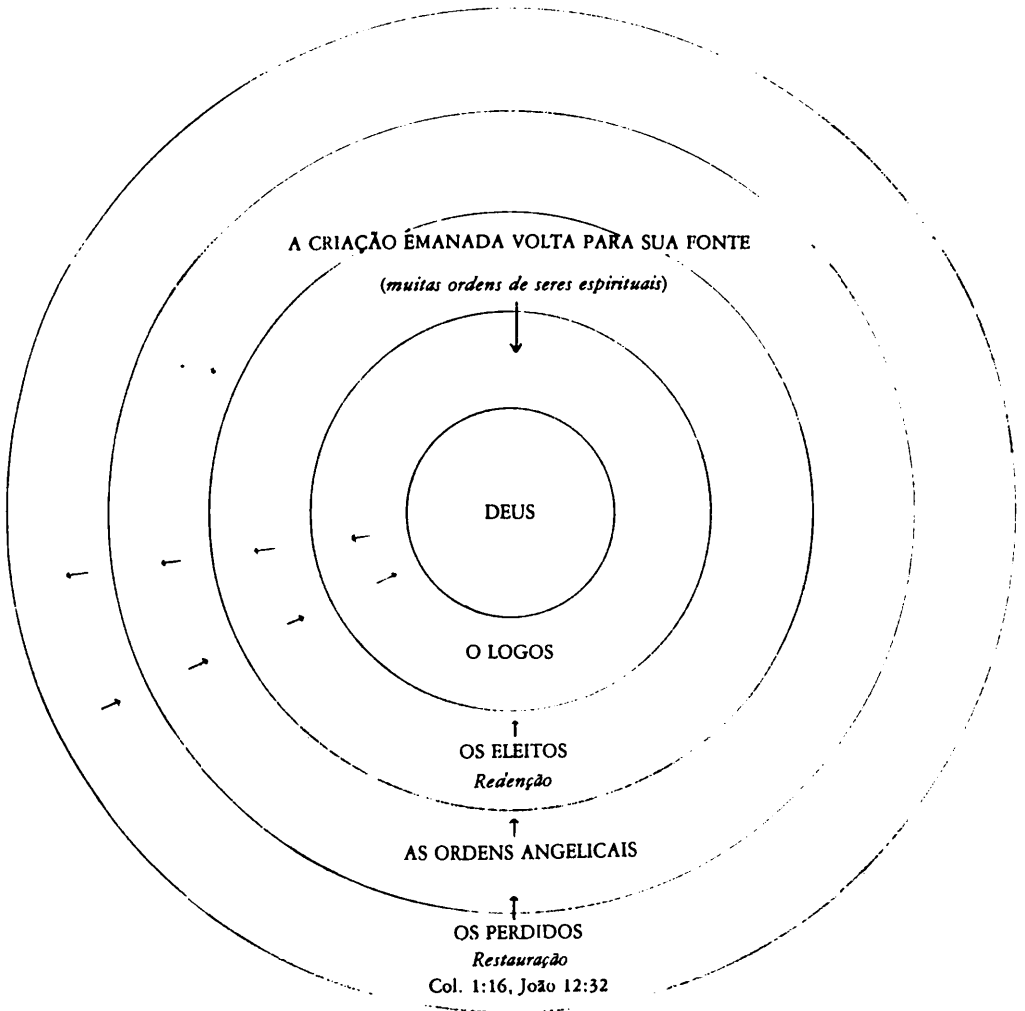 A CRIAÇÃO EMANADA VOLTA PARA SUA FONTE
(muitas ordens de seres espirituais)
DEUS
O LOGOS
OS ELEITOS
Redenção
AS ORDENS ANGELICAIS
OS PERDIDOS
Restauração
Col. 1:16, João 12:32